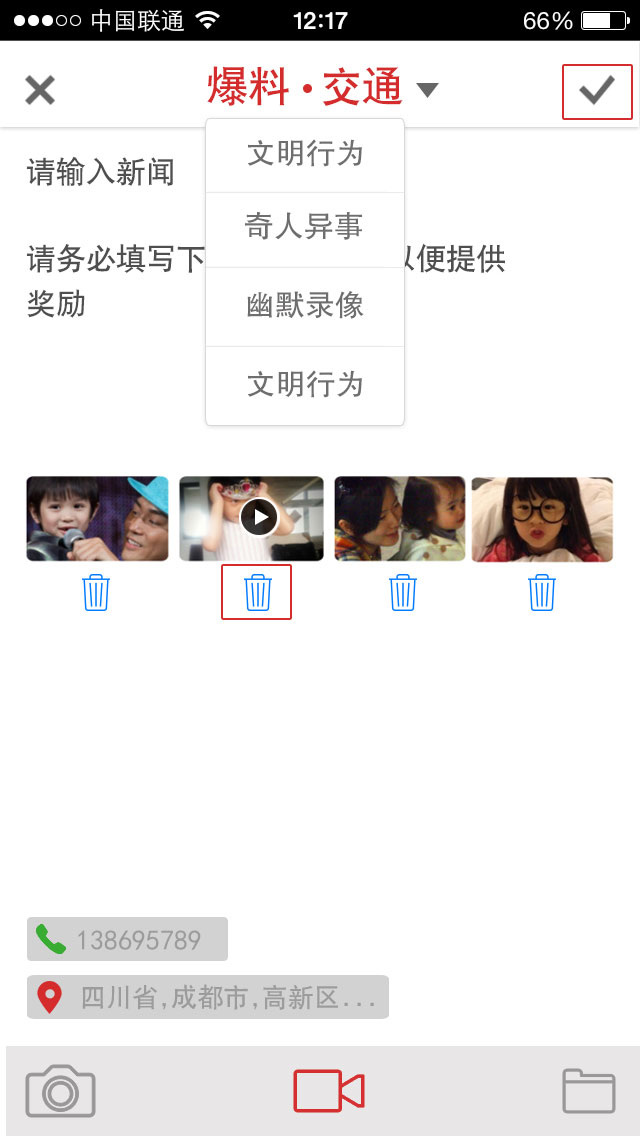 中国联通
12:17
66%
爆料·交通
请输入新闻
文明行为
奇人异事
请务必填写下 以便提供
奖励
幽默录像
文明行为
138695789
四川省,成都市,高新区...